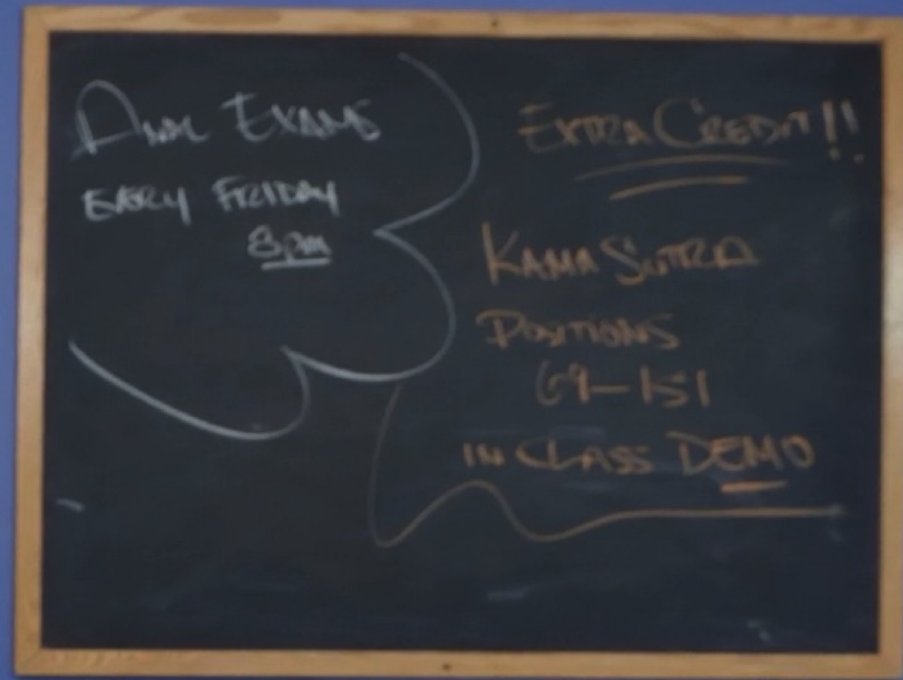 ANAL EXAMS
EVERY FRIDAY
8pm
EXTRA CREDIT!!
KAMA SUTRA
POSITIONS
69-151
IN CLASS DEMO